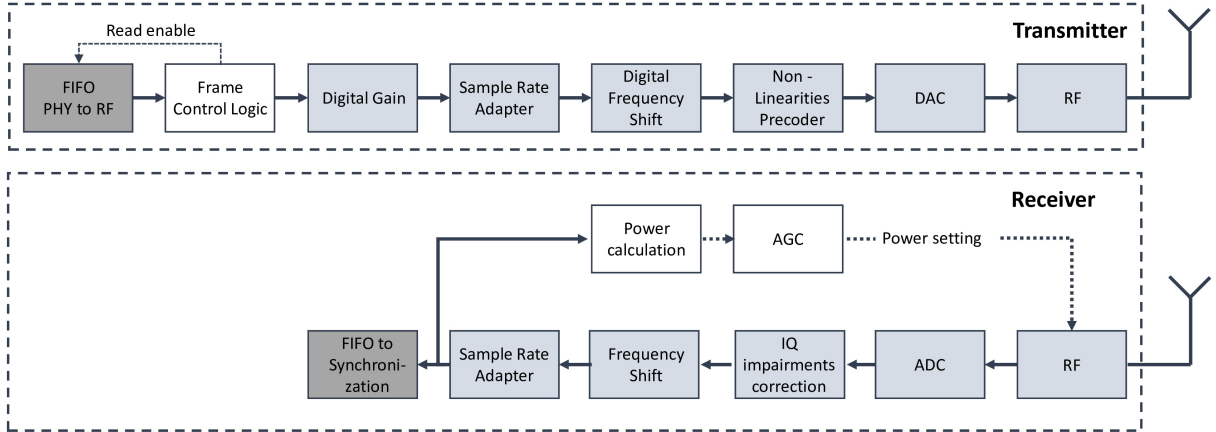 Transmitter
Read enable
FIFO
PHY to RF
Frame
Control Logic
Digital Gain
Sample Rate
Adapter
Digital
Frequency
Shift
Non -
Linearities
Precoder
DAC
RF
Receiver
Power
calculation
AGC
Power setting
FIFO to
Synchroni-
zation
Sample Rate
Adapter
Frequency
Shift
IQ
impairments
correction
ADC
RF